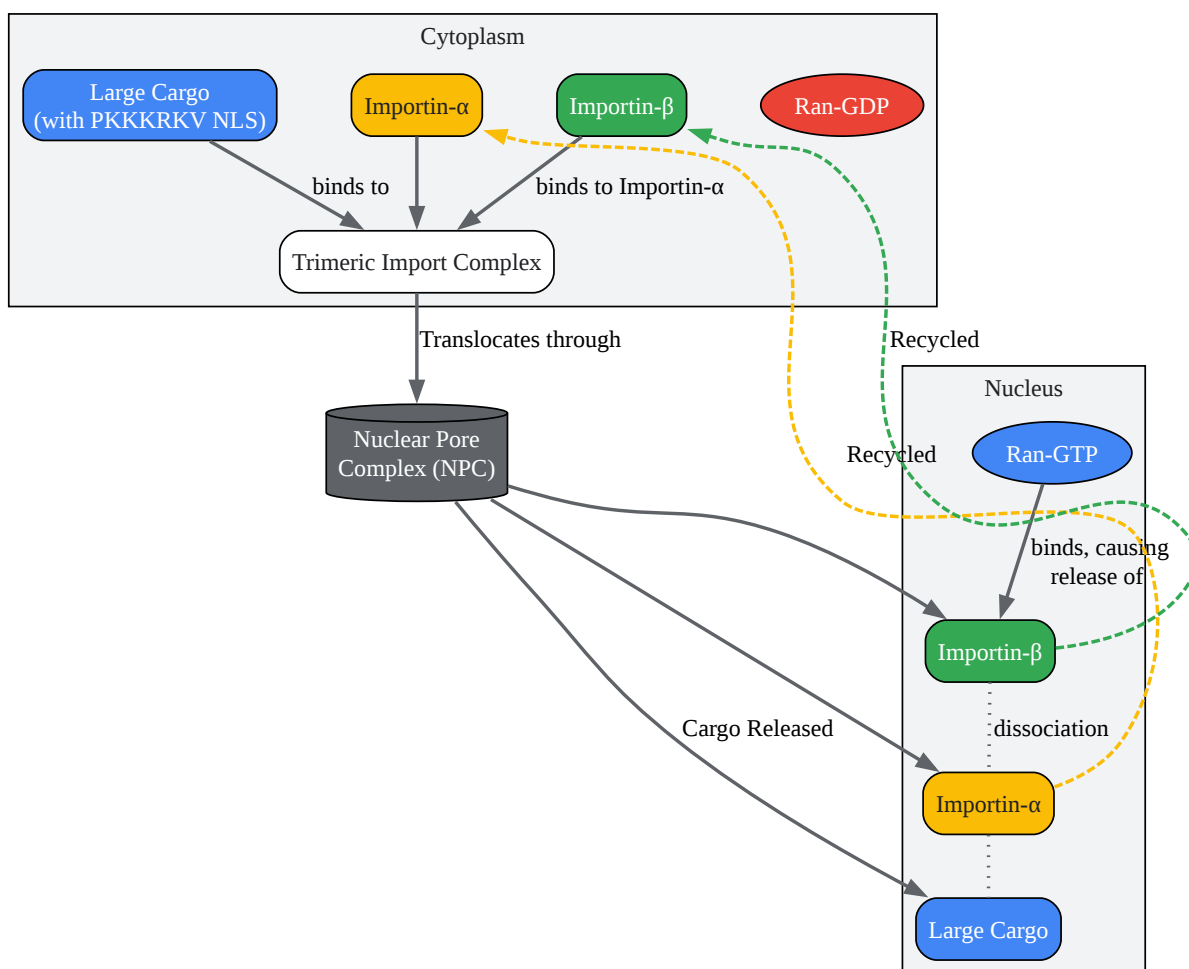 Cytoplasm
Large Cargo
(with PKKKRKV NLS)
Importin-α
Importin-β
Ran-GDP
binds to
binds to Importin-α
Trimeric Import Complex
Translocates through
Recycled
Nucleus
Nuclear Pore
Complex (NPC)
Recycled
Ran-GTP
binds, causing
release of
Importin-β
Cargo Released
dissociation
Importin-α
Large Cargo